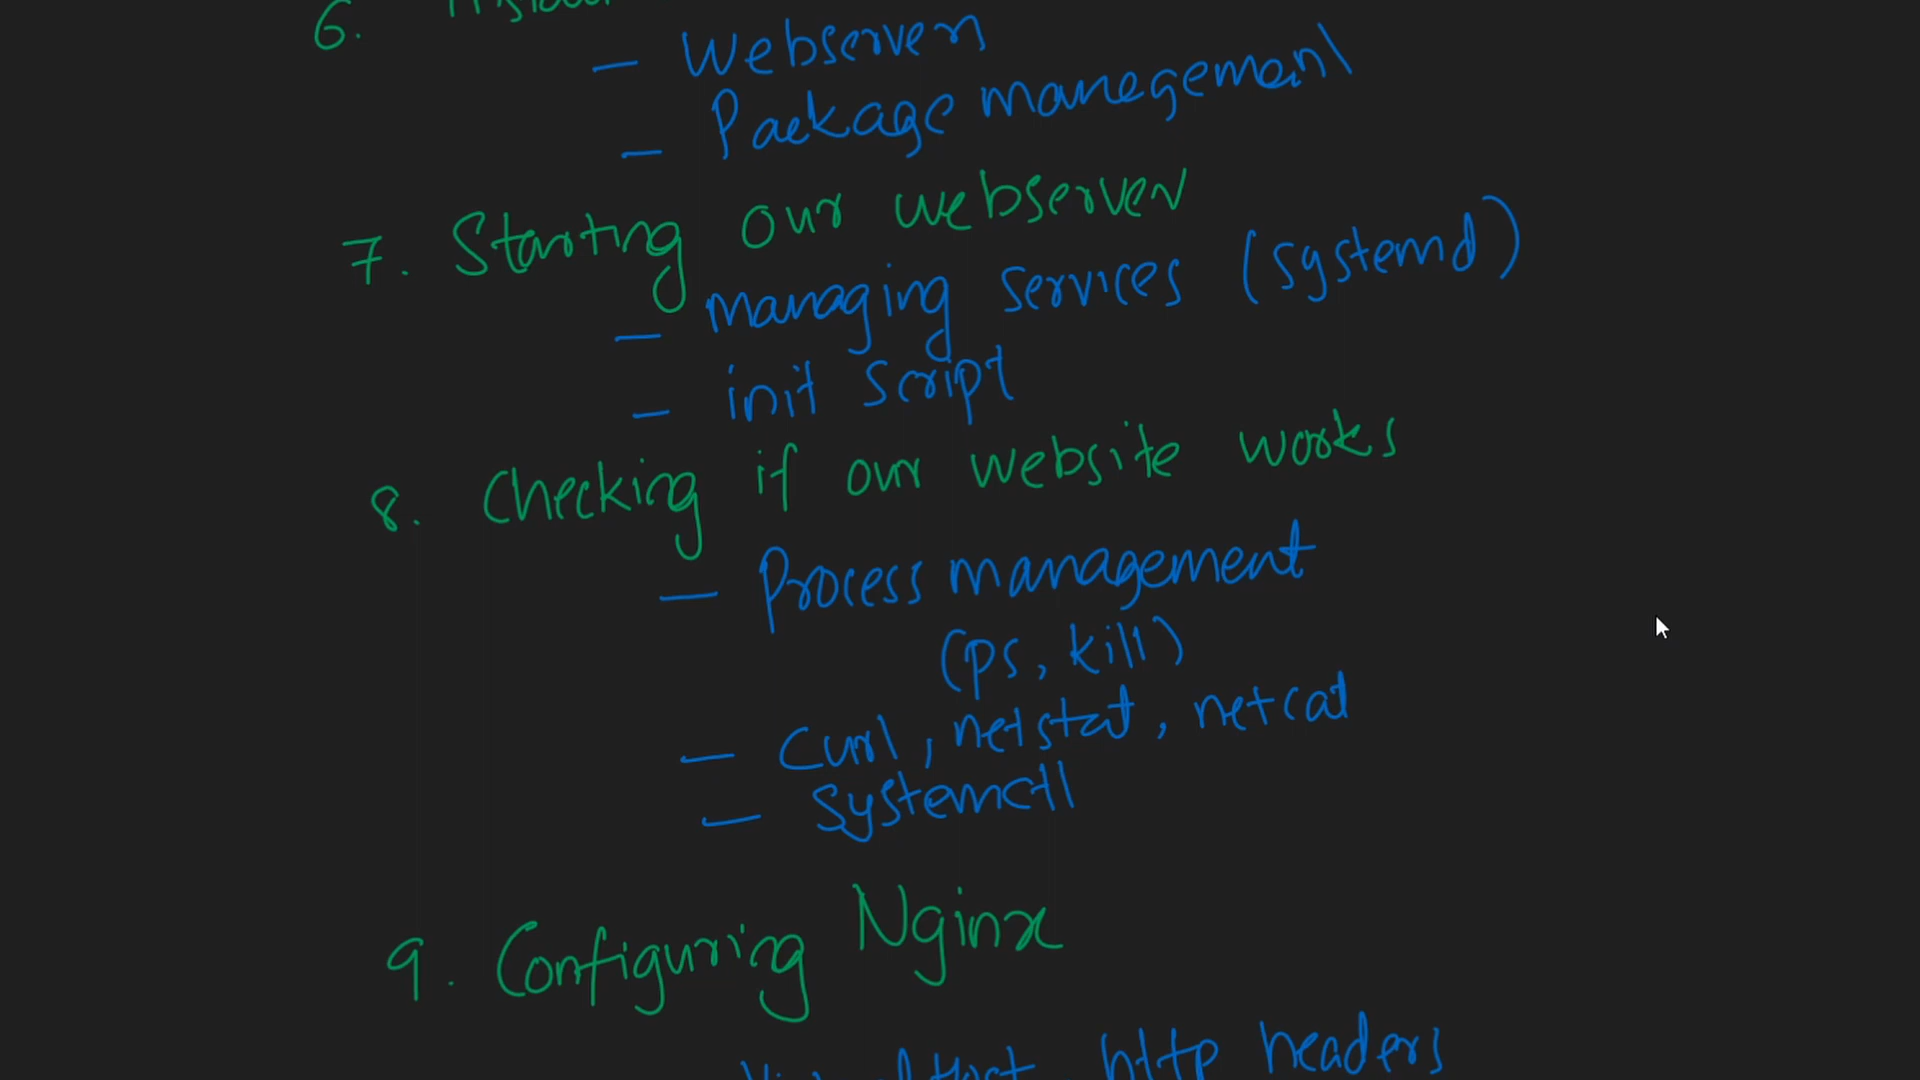 6.
- Webserver
- Package management
7. Starting our webserver
- managing services (systemd)
- init script
8. Checking if our website works
- Process management
(ps, kill)
- Curl, netstat, netcat
- Systemctl
9. Configuring Nginx
http headers